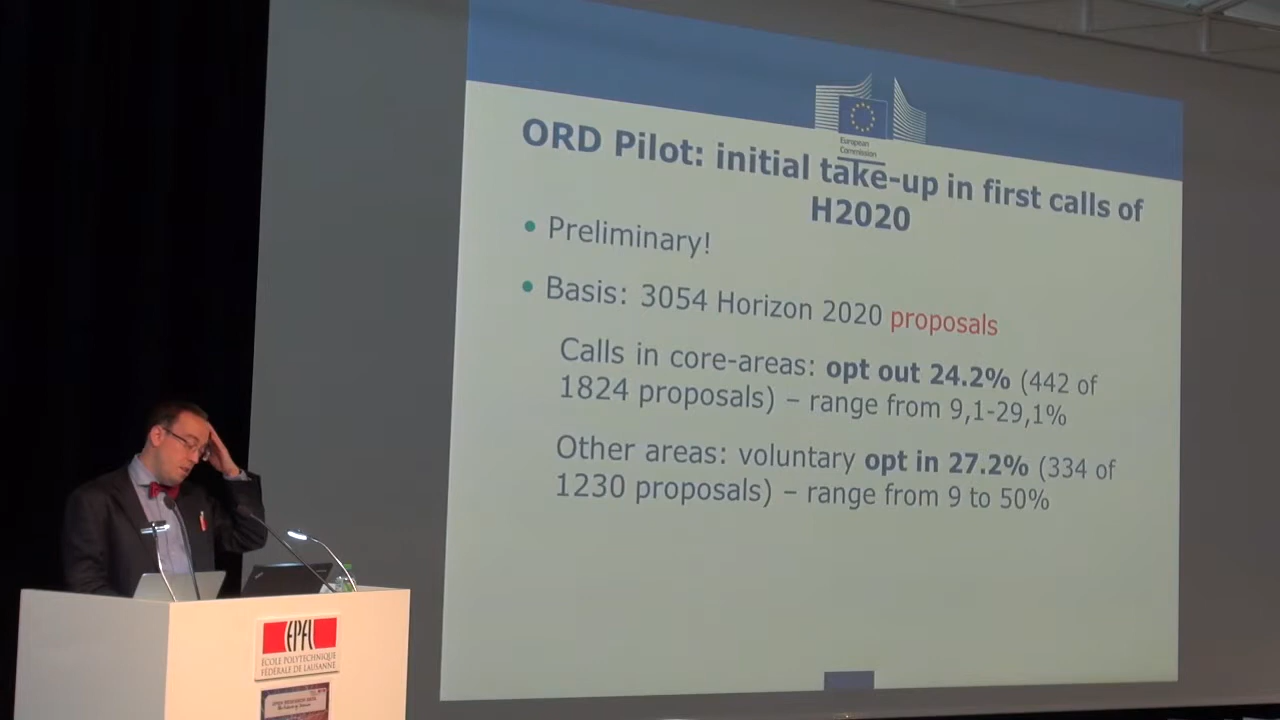 European
Commission
ORD Pilot: initial take-up in first calls of
H2020
• Preliminary!
• Basis: 3054 Horizon 2020 proposals
Calls in core-areas: opt out 24.2% (442 of
1824 proposals) – range from 9,1-29,1%
Other areas: voluntary opt in 27.2% (334 of
1230 proposals) – range from 9 to 50%
EPFL
ÉCOLE POLYTECHNIQUE
FÉDÉRALE DE LAUSANNE